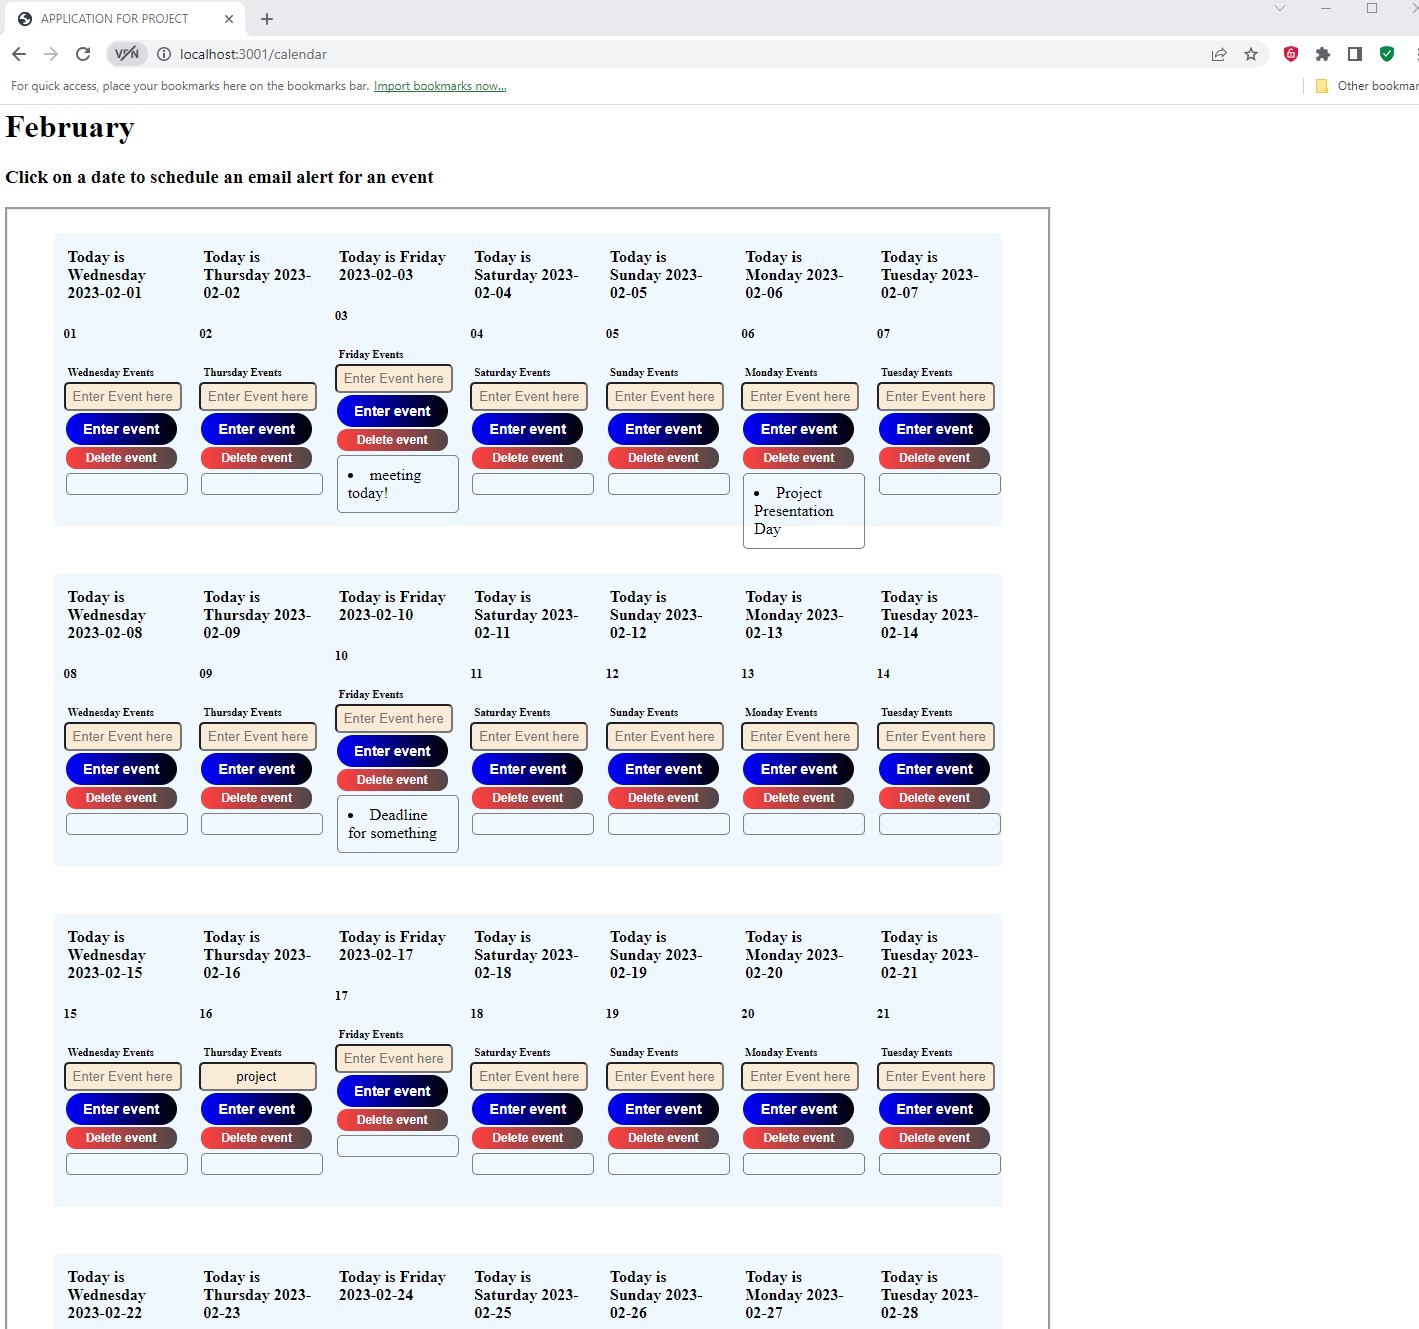 APPLICATION FOR PROJECT
VPN
localhost:3001/calendar
For quick access, place your bookmarks here on the bookmarks bar. Import bookmarks now...
Other bookmar
February
Click on a date to schedule an email alert for an event
Today is Wednesday 2023-02-01
01
Wednesday Events
Enter Event here
Enter event
Delete event
Today is Thursday 2023-02-02
02
Thursday Events
Enter Event here
Enter event
Delete event
Today is Friday 2023-02-03
03
Friday Events
Enter Event here
Enter event
Delete event
• meeting today!
Today is Saturday 2023-02-04
04
Saturday Events
Enter Event here
Enter event
Delete event
Today is Sunday 2023-02-05
05
Sunday Events
Enter Event here
Enter event
Delete event
Today is Monday 2023-02-06
06
Monday Events
Enter Event here
Enter event
Delete event
• Project Presentation Day
Today is Tuesday 2023-02-07
07
Tuesday Events
Enter Event here
Enter event
Delete event
Today is Wednesday 2023-02-08
08
Wednesday Events
Enter Event here
Enter event
Delete event
Today is Thursday 2023-02-09
09
Thursday Events
Enter Event here
Enter event
Delete event
Today is Friday 2023-02-10
10
Friday Events
Enter Event here
Enter event
Delete event
• Deadline for something
Today is Saturday 2023-02-11
11
Saturday Events
Enter Event here
Enter event
Delete event
Today is Sunday 2023-02-12
12
Sunday Events
Enter Event here
Enter event
Delete event
Today is Monday 2023-02-13
13
Monday Events
Enter Event here
Enter event
Delete event
Today is Tuesday 2023-02-14
14
Tuesday Events
Enter Event here
Enter event
Delete event
Today is Wednesday 2023-02-15
15
Wednesday Events
Enter Event here
Enter event
Delete event
Today is Thursday 2023-02-16
16
Thursday Events
project
Enter event
Delete event
Today is Friday 2023-02-17
17
Friday Events
Enter Event here
Enter event
Delete event
Today is Saturday 2023-02-18
18
Saturday Events
Enter Event here
Enter event
Delete event
Today is Sunday 2023-02-19
19
Sunday Events
Enter Event here
Enter event
Delete event
Today is Monday 2023-02-20
20
Monday Events
Enter Event here
Enter event
Delete event
Today is Tuesday 2023-02-21
21
Tuesday Events
Enter Event here
Enter event
Delete event
Today is Wednesday 2023-02-22
Today is Thursday 2023-02-23
Today is Friday 2023-02-24
Today is Saturday 2023-02-25
Today is Sunday 2023-02-26
Today is Monday 2023-02-27
Today is Tuesday 2023-02-28